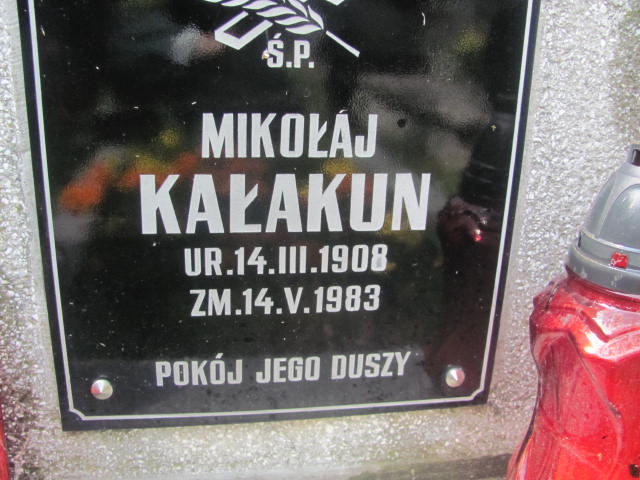 Ś.P.
MIKOŁAJ
KAŁAKUN
UR.14.III.1908
ZM.14.V.1983
POKÓJ JEGO DUSZY